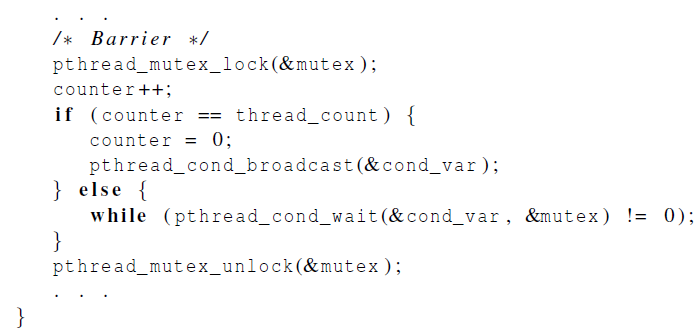 . . .
/* Barrier */
pthread_mutex_lock(&mutex);
counter++;
if (counter == thread_count) {
counter = 0;
pthread_cond_broadcast(&cond_var);
} else {
while (pthread_cond_wait(&cond_var, &mutex) != 0);
}
pthread_mutex_unlock(&mutex);
. . .
}